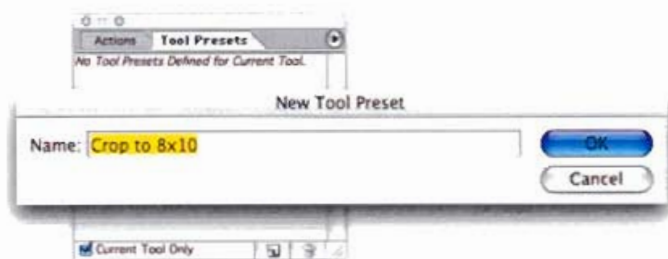 Actions Tool Presets
No Tool Presets Defined for Current Tool.
New Tool Preset
Name: Crop to 8x10 OK
Cancel
Current Tool Only